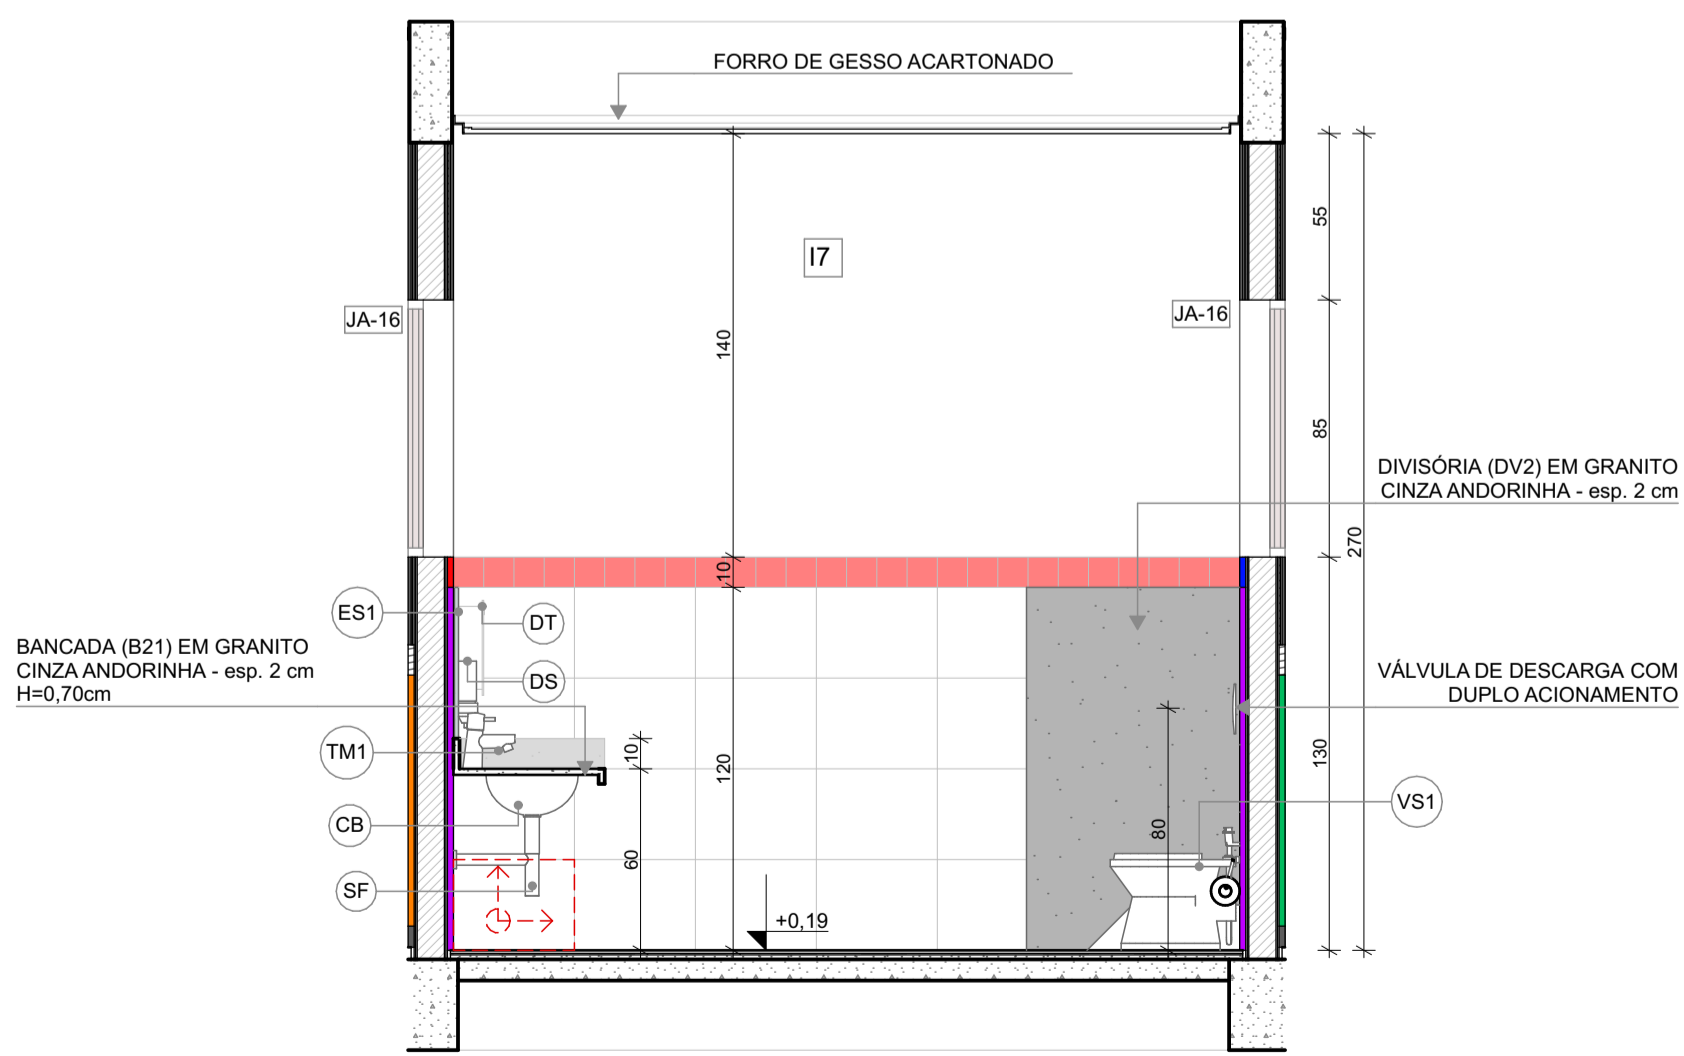 FORRO DE GESSO ACARTONADO
I7
55
JA-16
JA-16
140
85
DIVISÓRIA (DV2) EM GRANITO
CINZA ANDORINHA - esp. 2 cm
270
10
ES1
DT
BANCADA (B21) EM GRANITO
CINZA ANDORINHA - esp. 2 cm
H=0,70cm
DS
VÁLVULA DE DESCARGA COM
DUPLO ACIONAMENTO
TM1
10
120
130
CB
80
VS1
60
SF
+0,19